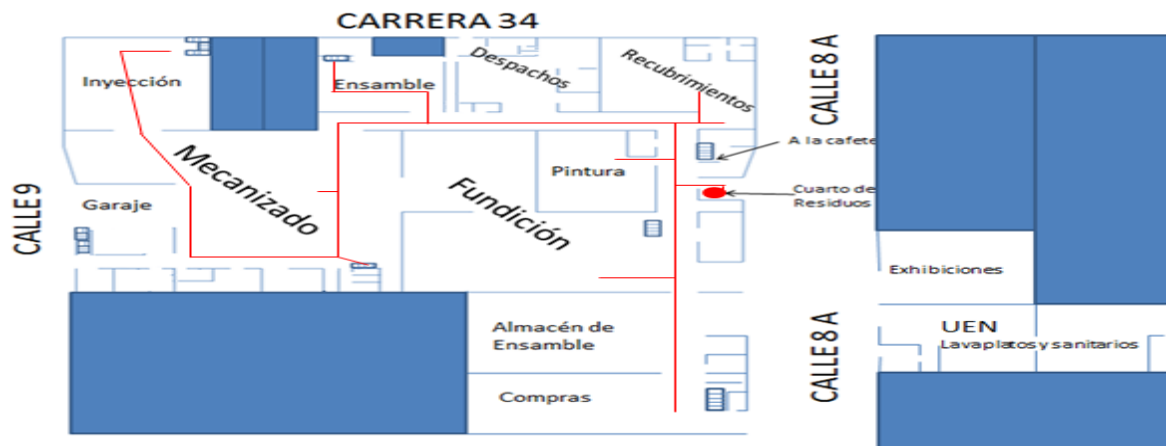 CARRERA 34
CALLE 8 A
Inyección
Ensamble
Despachos
Recubrimientos
A la cafete
Mecanizado
Pintura
Fundición
Cuarto de
Residuos
CALLE 9
Garaje
Exhibiciones
Almacén de
Ensamble
UEN
Lavaplatos y sanitarios
CALLE 8 A
Compras